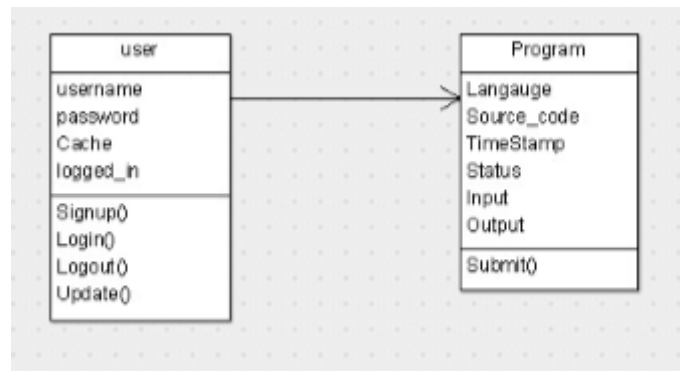 user
username
password
Cache
logged_in
Signup()
Login()
Logout()
Update()
Program
Langauge
Source_code
TimeStamp
Status
Input
Output
Submit()